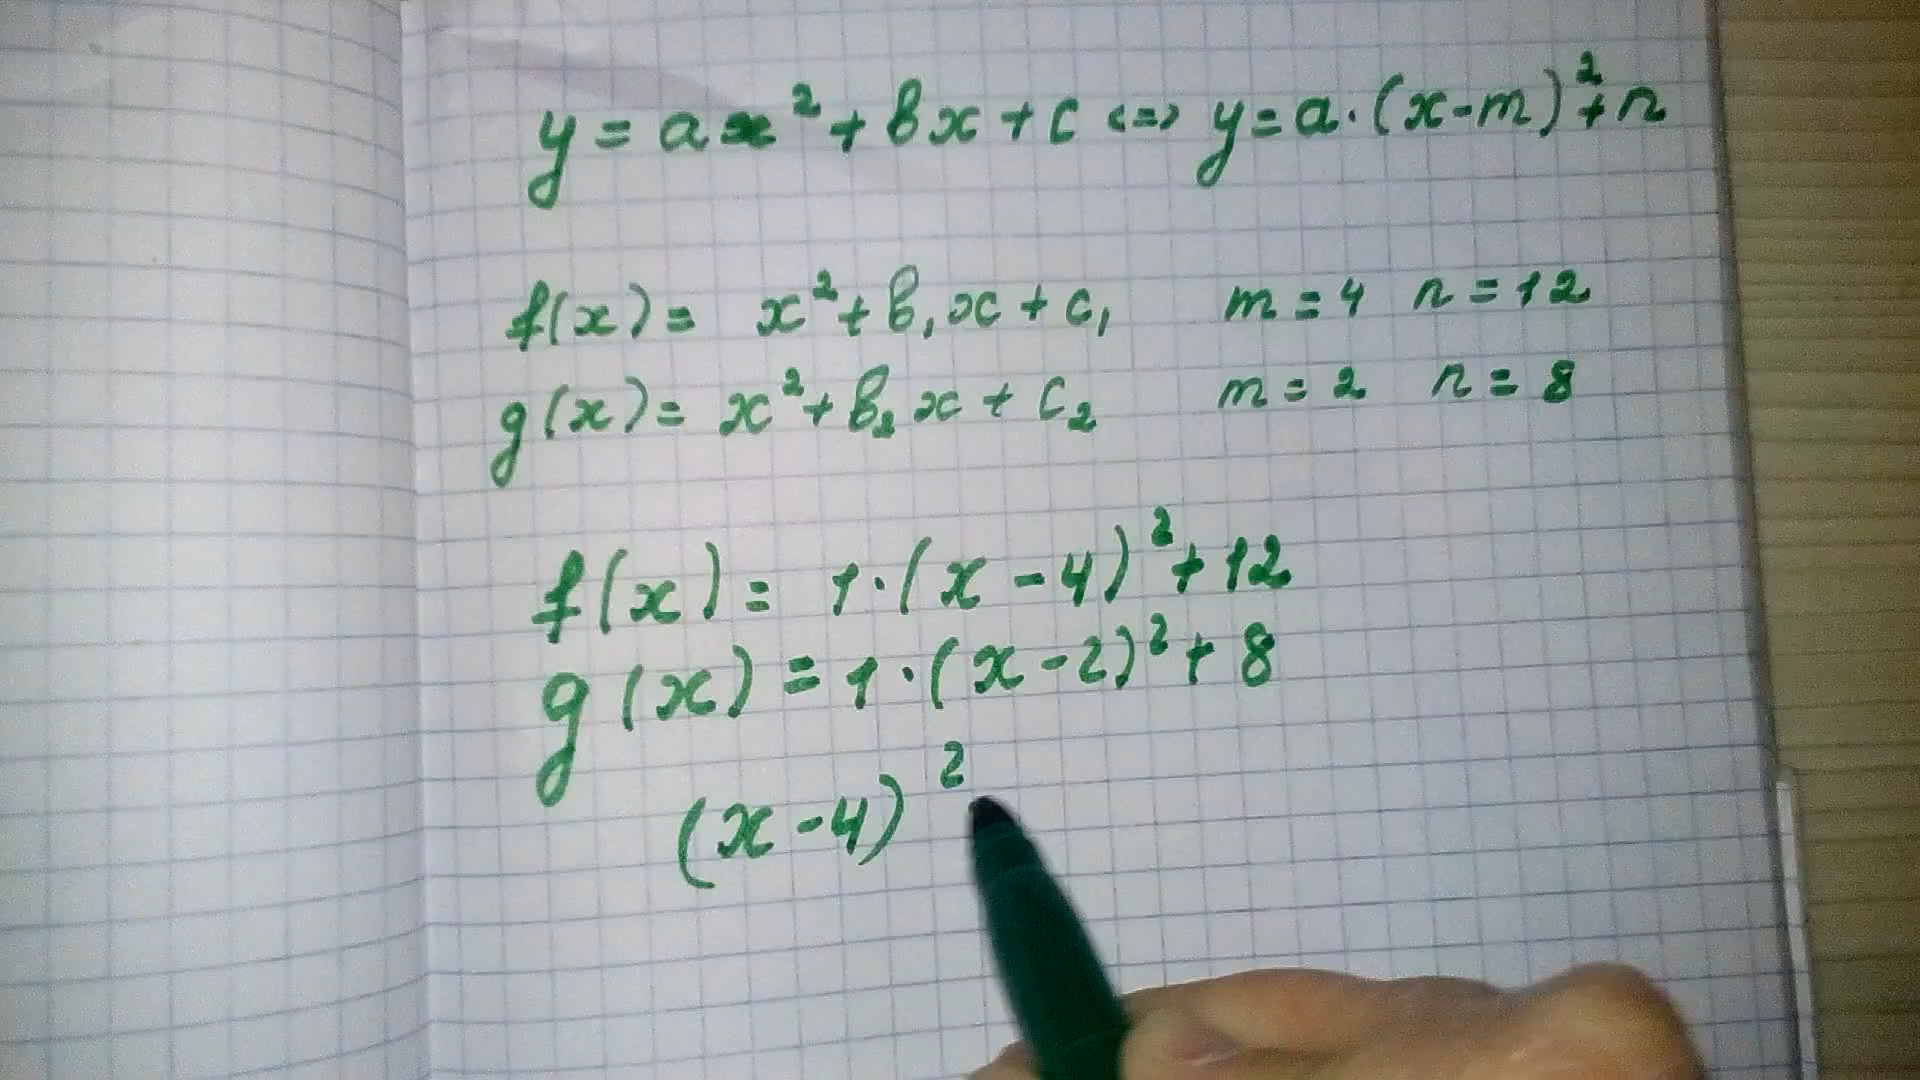 y = ax² + bx + c <=> y = a·(x-m)² + n
f(x) = x² + b₁x + c₁ m = 4 n = 12
g(x) = x² + b₂x + c₂ m = 2 n = 8
f(x) = 1·(x - 4)² + 12
g(x) = 1·(x - 2)² + 8
(x - 4)²